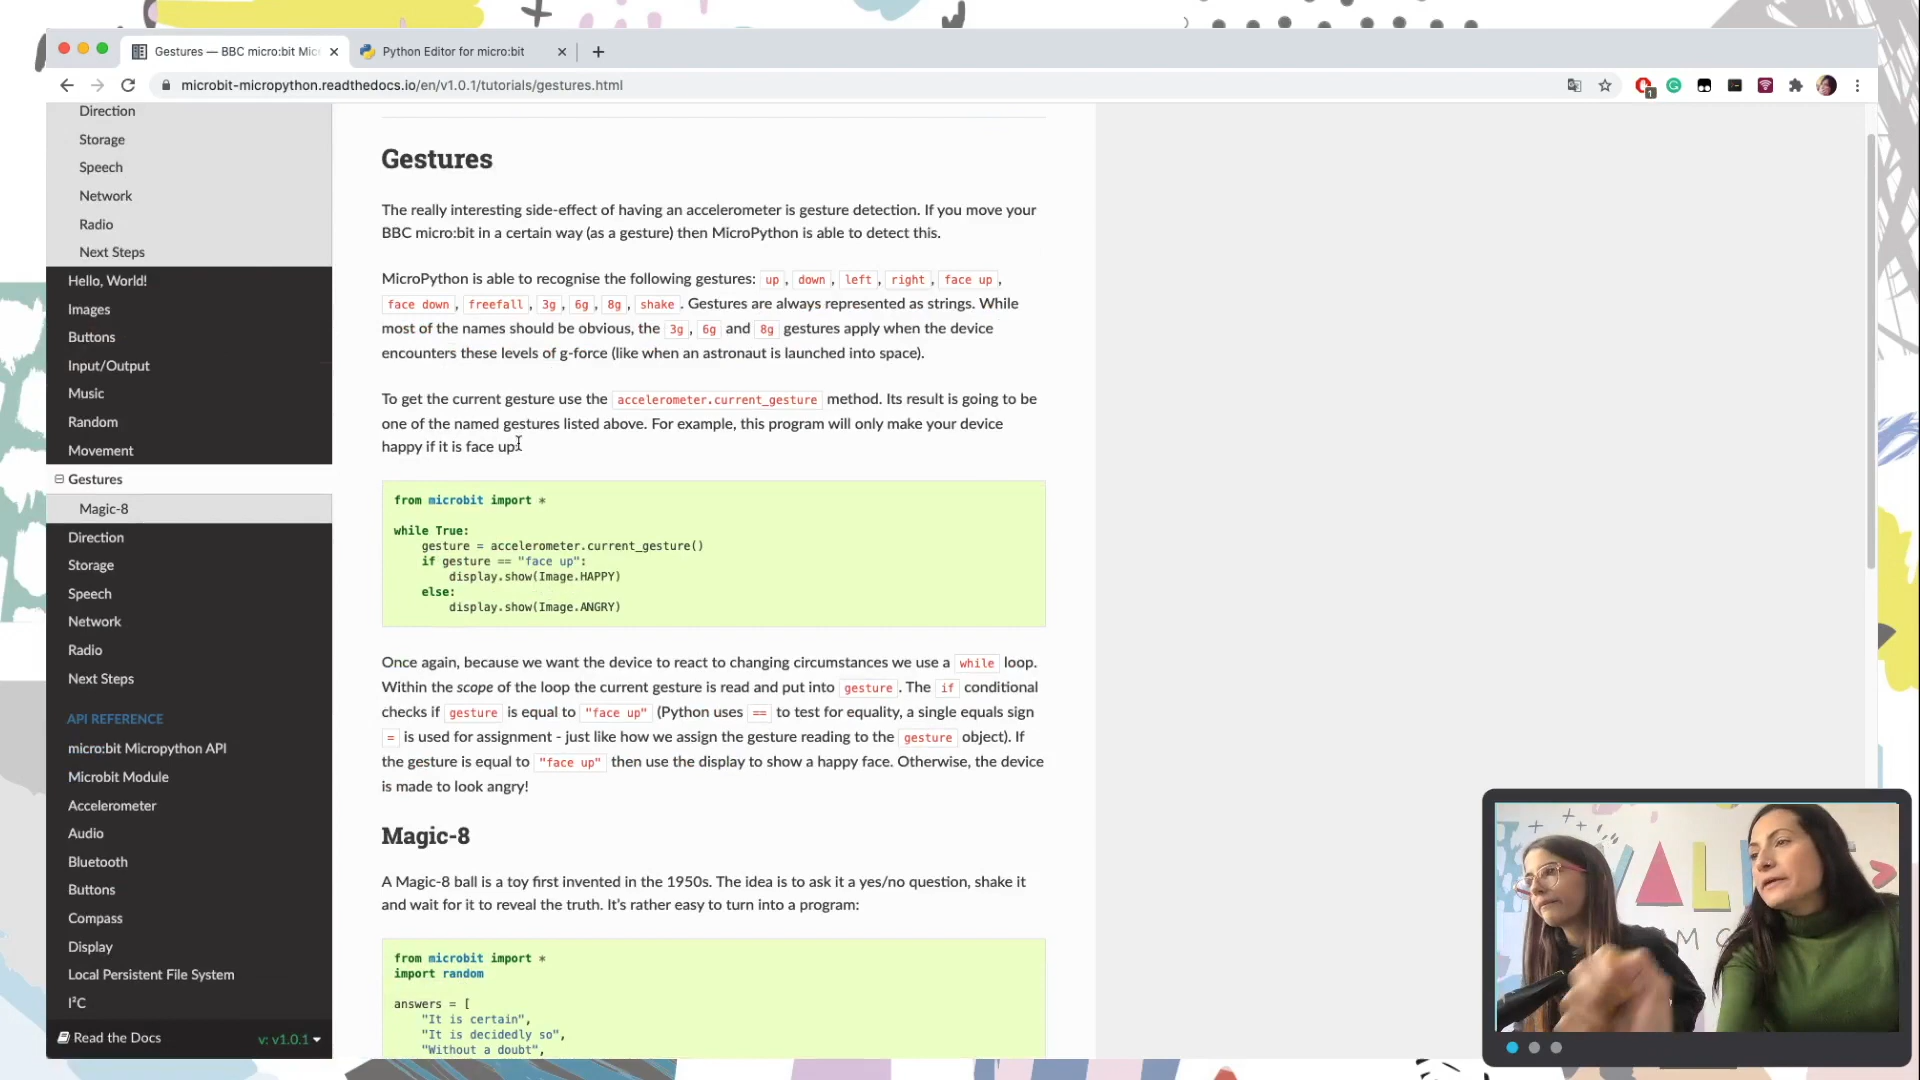 Gestures — BBC micro:bit Mic
Python Editor for micro:bit
microbit-micropython.readthedocs.io/en/v1.0.1/tutorials/gestures.html
1
Direction
Storage
Speech
Network
Radio
Next Steps
Hello, World!
Images
Buttons
Input/Output
Music
Random
Movement
Gestures
Magic-8
Direction
Storage
Speech
Network
Radio
Next Steps
API REFERENCE
micro:bit Micropython API
Microbit Module
Accelerometer
Audio
Bluetooth
Buttons
Compass
Display
Local Persistent File System
I²C
Read the Docs
v: v1.0.1
Gestures
The really interesting side-effect of having an accelerometer is gesture detection. If you move your
BBC micro:bit in a certain way (as a gesture) then MicroPython is able to detect this.
MicroPython is able to recognise the following gestures: up, down, left, right, face up,
face down, freefall, 3g, 6g, 8g, shake. Gestures are always represented as strings. While
most of the names should be obvious, the 3g, 6g and 8g gestures apply when the device
encounters these levels of g-force (like when an astronaut is launched into space).
To get the current gesture use the accelerometer.current_gesture method. Its result is going to be
one of the named gestures listed above. For example, this program will only make your device
happy if it is face up:
from microbit import *
while True:
    gesture = accelerometer.current_gesture()
    if gesture == "face up":
        display.show(Image.HAPPY)
    else:
        display.show(Image.ANGRY)
Once again, because we want the device to react to changing circumstances we use a while loop.
Within the scope of the loop the current gesture is read and put into gesture. The if conditional
checks if gesture is equal to "face up" (Python uses == to test for equality, a single equals sign
= is used for assignment - just like how we assign the gesture reading to the gesture object). If
the gesture is equal to "face up" then use the display to show a happy face. Otherwise, the device
is made to look angry!
Magic-8
A Magic-8 ball is a toy first invented in the 1950s. The idea is to ask it a yes/no question, shake it
and wait for it to reveal the truth. It's rather easy to turn into a program:
from microbit import *
import random
answers = [
    "It is certain",
    "It is decidedly so",
    "Without a doubt",